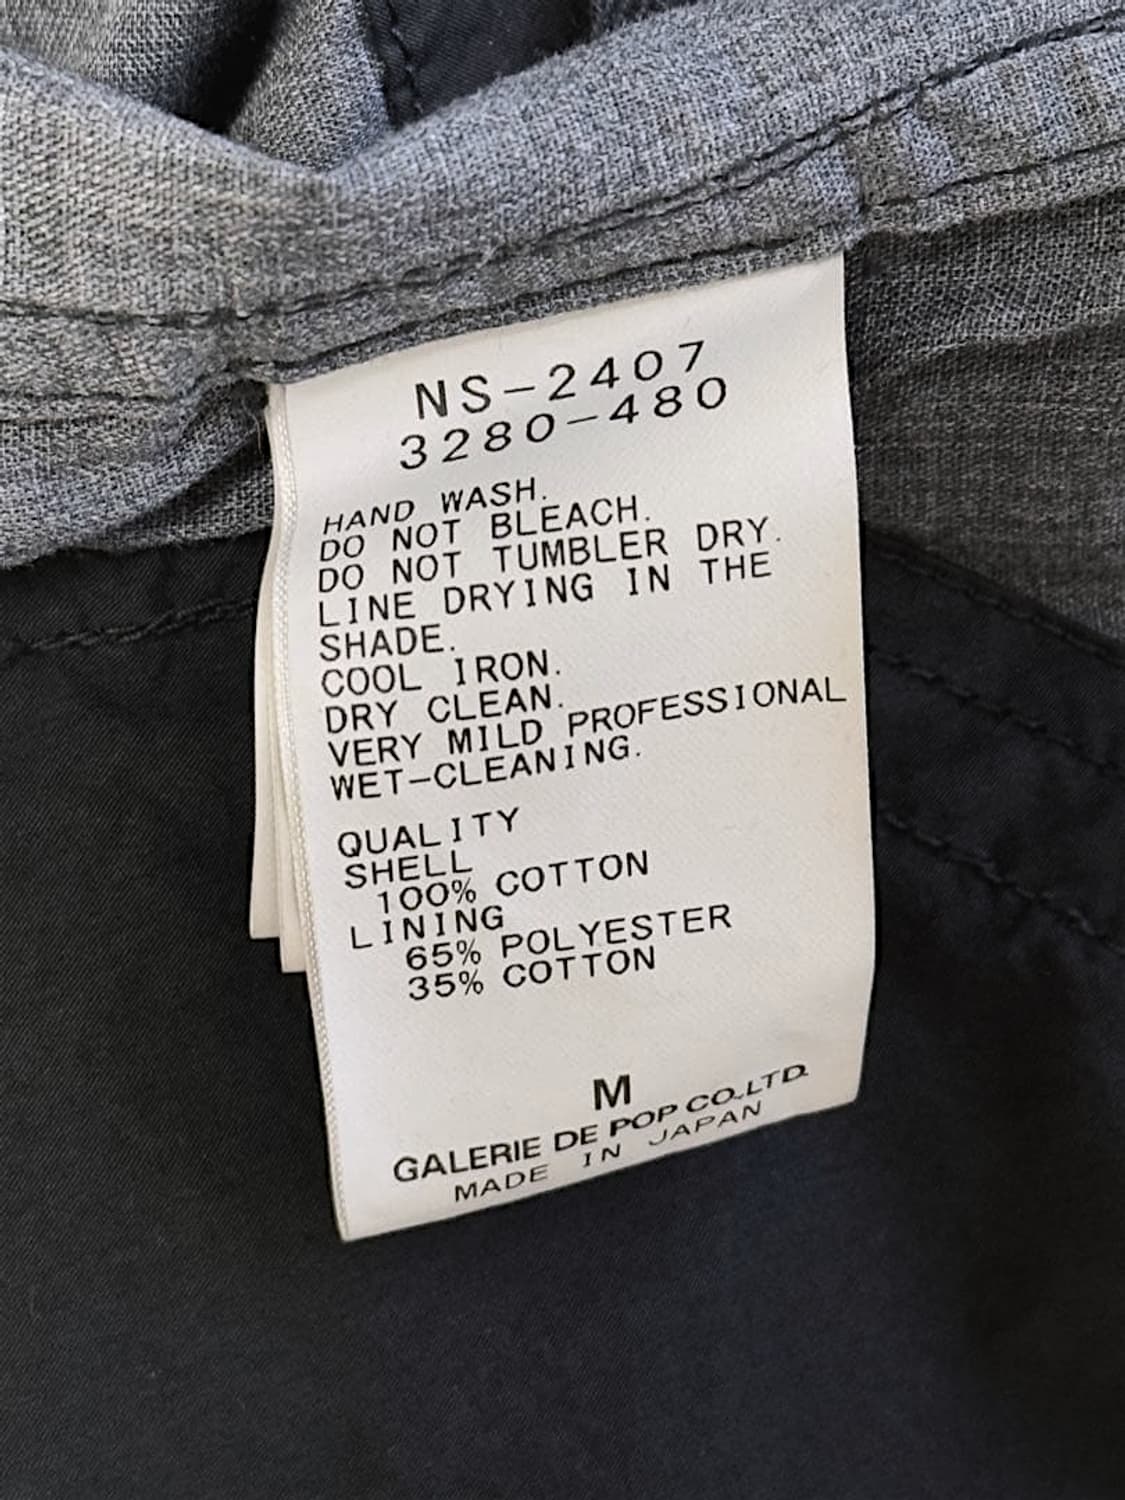 NS-2407
3280-480
HAND WASH.
DO NOT BLEACH.
DO NOT TUMBLER DRY.
LINE DRYING IN THE
SHADE.
COOL IRON.
DRY CLEAN.
VERY MILD PROFESSIONAL
WET-CLEANING.
QUALITY
SHELL
100% COTTON
LINING
65% POLYESTER
35% COTTON
M
GALERIE DE POP CO.,LTD.
MADE IN JAPAN